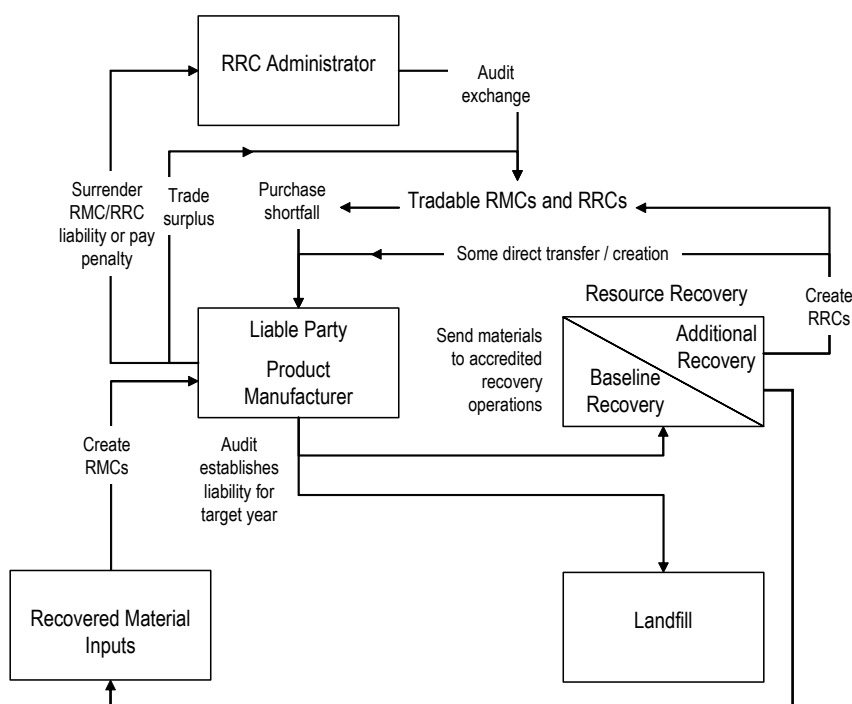 RRC Administrator
Audit
exchange
Surrender
RMC/RRC
liability or pay
penalty
Trade
surplus
Purchase
shortfall
Tradable RMCs and RRCs
Some direct transfer / creation
Resource Recovery
Create
RRCs
Liable Party
Product
Manufacturer
Send materials
to accredited
recovery
operations
Additional
Recovery
Baseline
Recovery
Create
RMCs
Audit
establishes
liability for
target year
Recovered Material
Inputs
Landfill